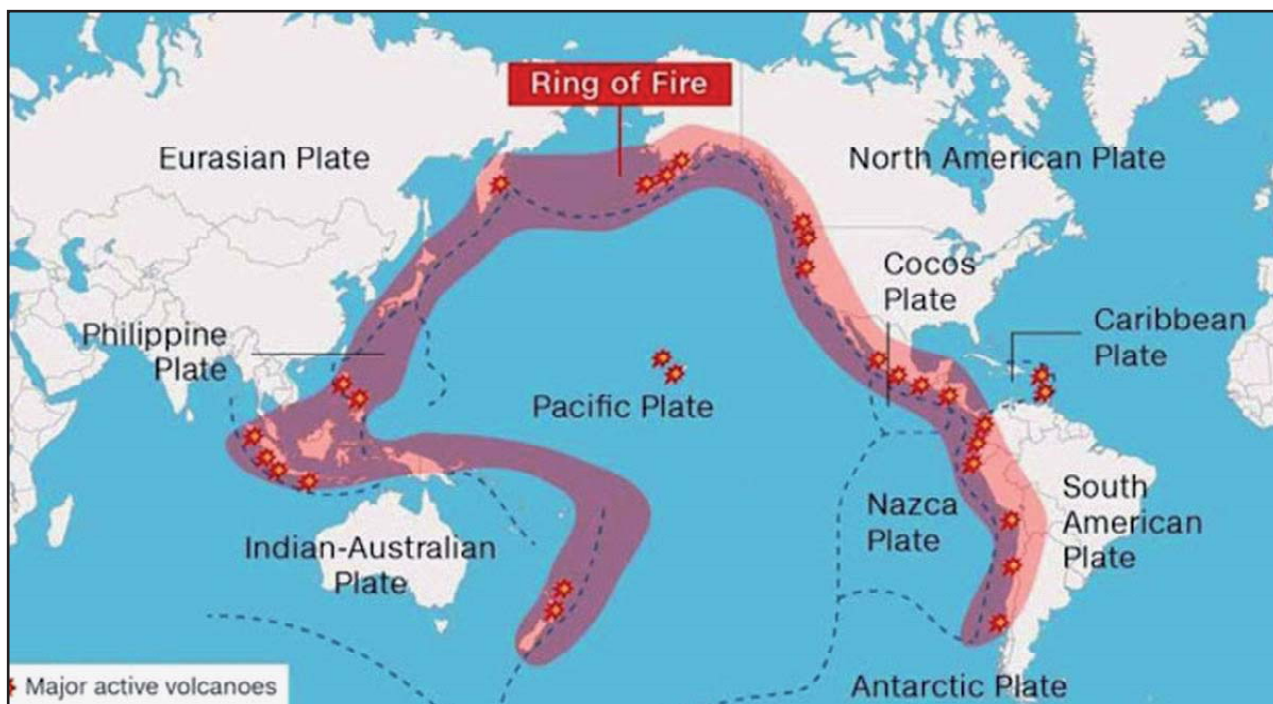 Ring of Fire
Eurasian Plate
North American Plate
Cocos
Plate
Philippine
Plate
Caribbean
Plate
Pacific Plate
Nazca
Plate
South
American
Plate
Indian-Australian
Plate
Major active volcanoes
Antarctic Plate